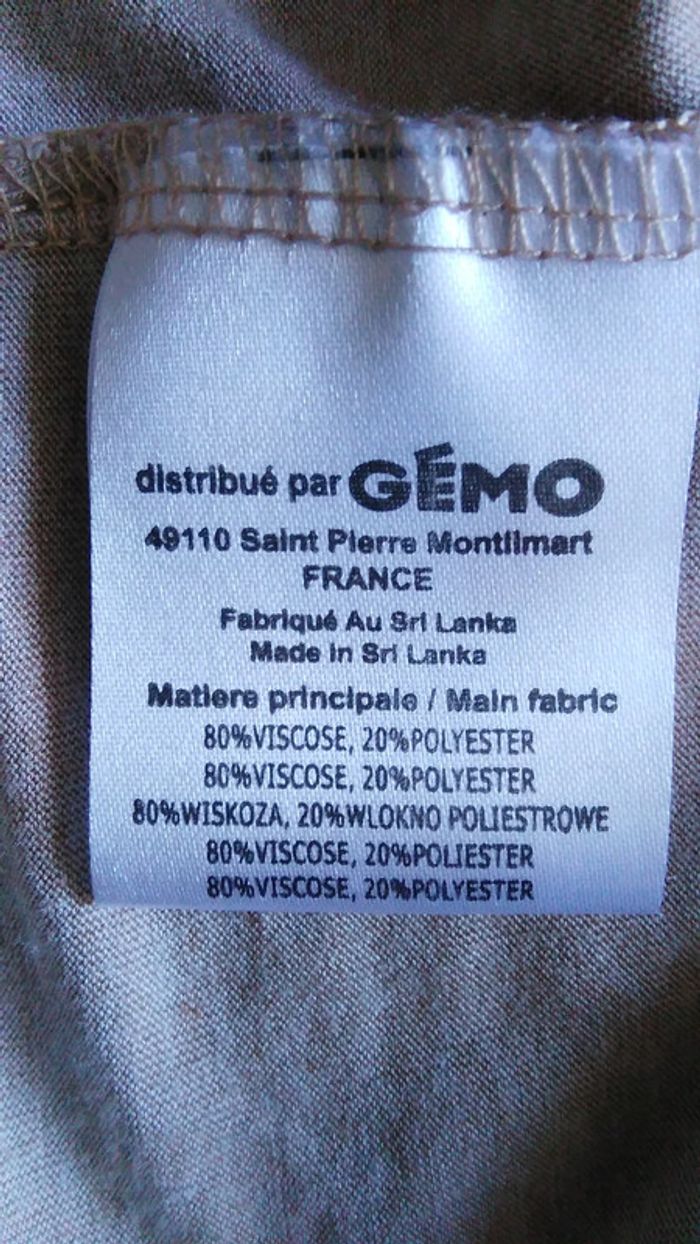 distribué par GÉMO
49110 Saint Pierre Montlimart
FRANCE
Fabriqué Au Sri Lanka
Made in Sri Lanka
Matiere principale / Main fabric
80%VISCOSE, 20%POLYESTER
80%VISCOSE, 20%POLYESTER
80%WISKOZA, 20%WLOKNO POLIESTROWE
80%VISCOSE, 20%POLIESTER
80%VISCOSE, 20%POLYESTER